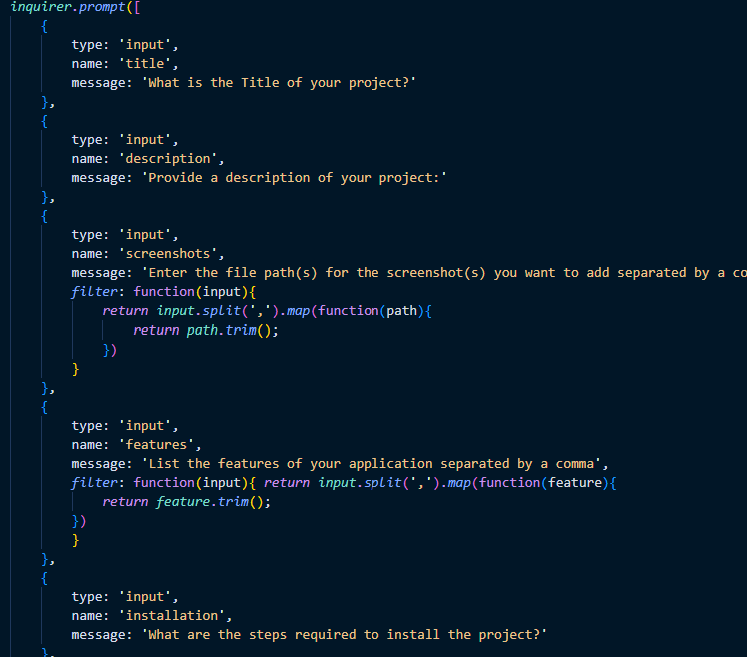 inquirer.prompt([
    {
        type: 'input',
        name: 'title',
        message: 'What is the Title of your project?'
    },
    {
        type: 'input',
        name: 'description',
        message: 'Provide a description of your project:'
    },
    {
        type: 'input',
        name: 'screenshots',
        message: 'Enter the file path(s) for the screenshot(s) you want to add separated by a co
        filter: function(input){
            return input.split(',').map(function(path){
                return path.trim();
            })
        }
    },
    {
        type: 'input',
        name: 'features',
        message: 'List the features of your application separated by a comma',
        filter: function(input){ return input.split(',').map(function(feature){
            return feature.trim();
        })
        }
    },
    {
        type: 'input',
        name: 'installation',
        message: 'What are the steps required to install the project?'
    },